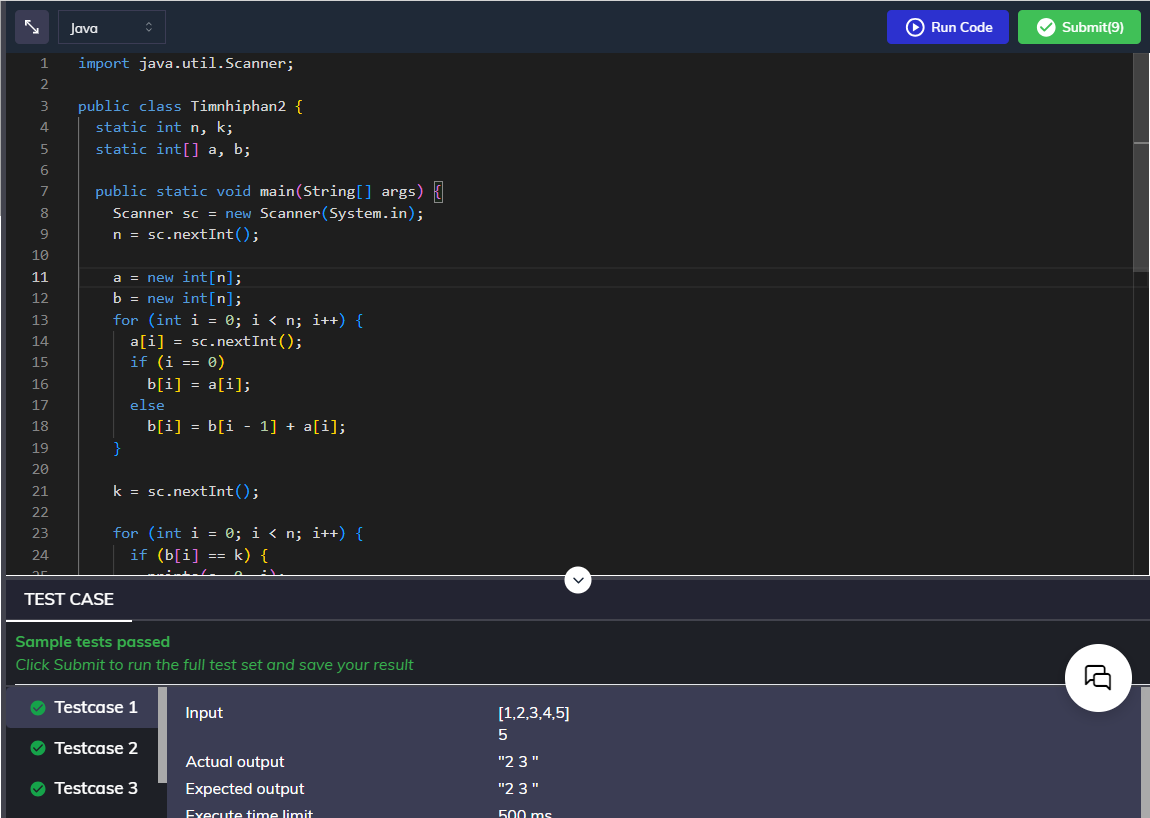 Java
Run Code
Submit(9)
1 import java.util.Scanner;
2
3 public class Timnhiphan2 {
4 static int n, k;
5 static int[] a, b;
6
7 public static void main(String[] args) {
8 Scanner sc = new Scanner(System.in);
9 n = sc.nextInt();
10
11 a = new int[n];
12 b = new int[n];
13 for (int i = 0; i < n; i++) {
14 a[i] = sc.nextInt();
15 if (i == 0)
16 b[i] = a[i];
17 else
18 b[i] = b[i - 1] + a[i];
19 }
20
21 k = sc.nextInt();
22
23 for (int i = 0; i < n; i++) {
24 if (b[i] == k) {
25
TEST CASE
Sample tests passed
Click Submit to run the full test set and save your result
Testcase 1
Testcase 2
Testcase 3
Input [1,2,3,4,5]
5
Actual output "2 3 "
Expected output "2 3 "
Execute time limit 500 ms